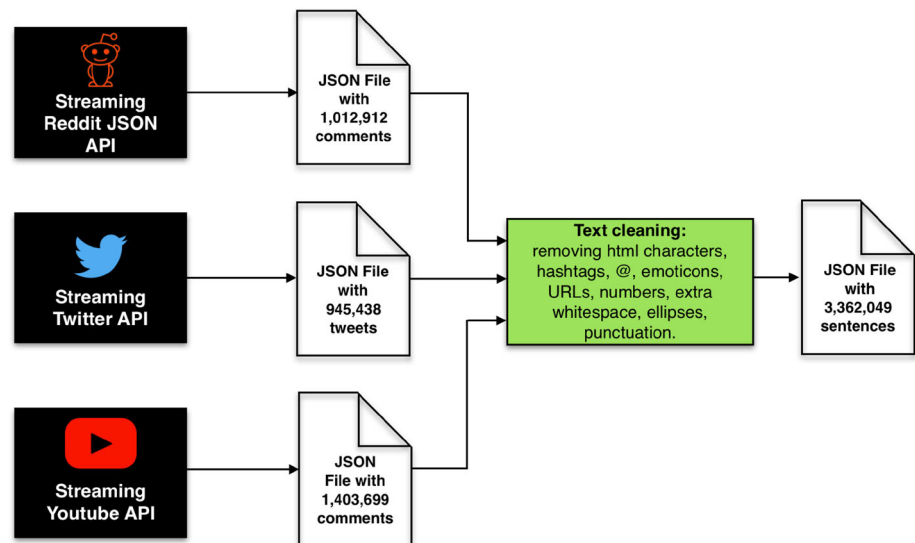 Streaming
Reddit JSON
API
JSON File
with
1,012,912
comments
Streaming
Twitter API
JSON File
with
945,438
tweets
Text cleaning:
removing html characters,
hashtags, @, emoticons,
URLs, numbers, extra
whitespace, ellipses,
punctuation.
JSON File
with
3,362,049
sentences
Streaming
Youtube API
JSON
File with
1,403,699
comments